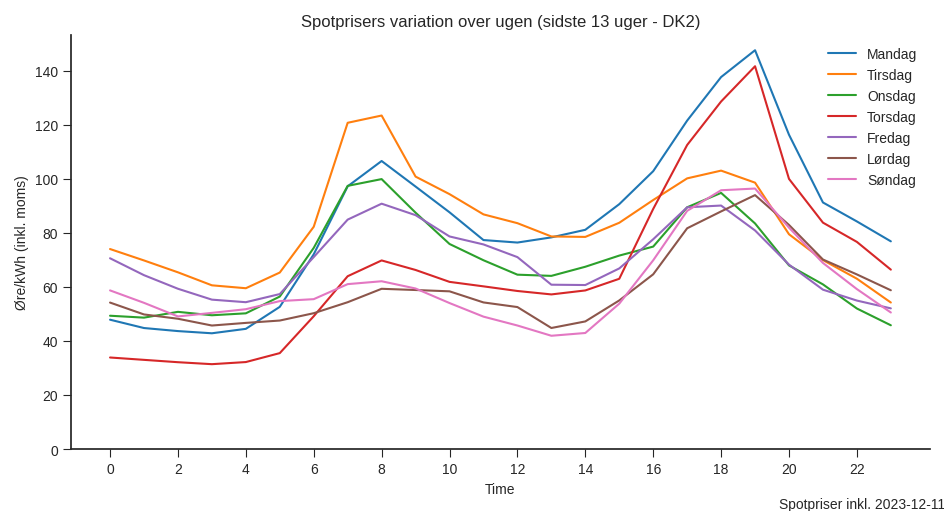 Spotprisers variation over ugen (sidste 13 uger - DK2)
Øre/kWh (inkl. moms)
140
120
100
80
60
40
20
0
0 2 4 6 8 10 12 14 16 18 20 22
Time
Mandag
Tirsdag
Onsdag
Torsdag
Fredag
Lørdag
Søndag
Spotpriser inkl. 2023-12-11